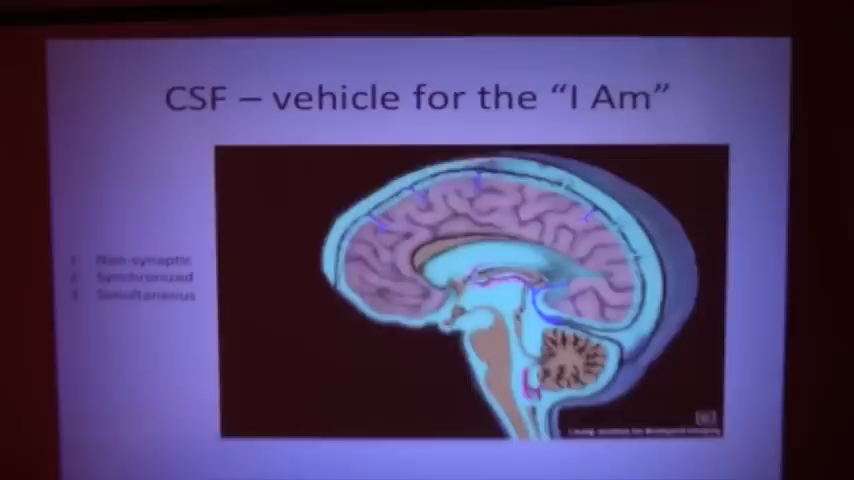 CSF – vehicle for the “I Am”
1 Non-synaptic
2 Synchronized
3 Simultaneous